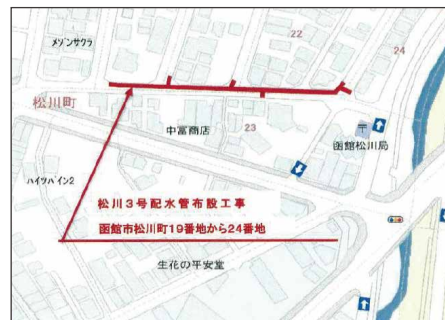 メゾンサクラ
22
24
松川町
中富商店
23
〒
函館松川局
ハイツパイン2
松川3号配水管布設工事
函館市松川町19番地から24番地
生花の平安堂